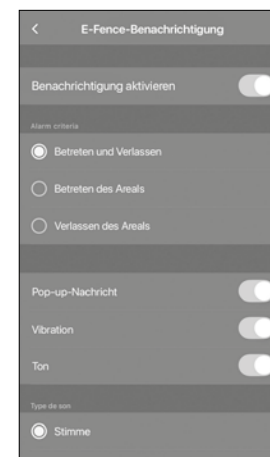 E-Fence-Benachrichtigung
Benachrichtigung aktivieren
Alarm criteria
Betreten und Verlassen
Betreten des Areals
Verlassen des Areals
Pop-up-Nachricht
Vibration
Ton
Type de son
Stimme